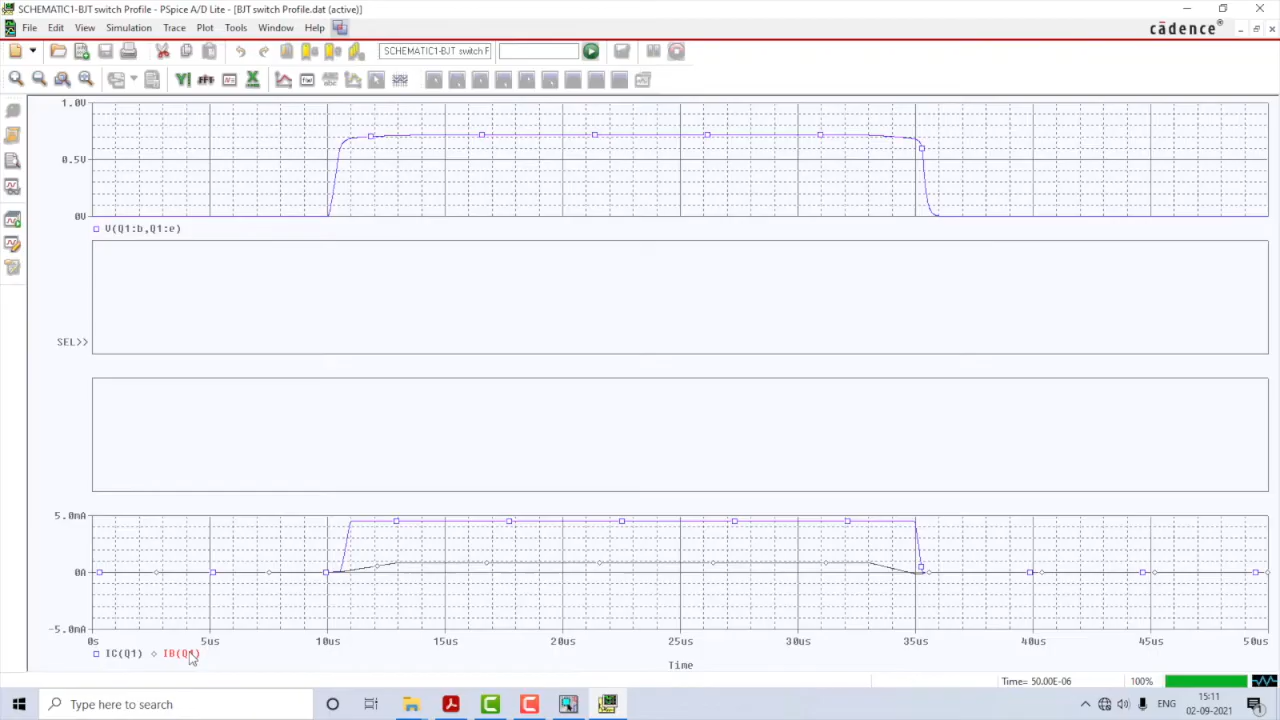 SCHEMATIC1-BJT switch Profile - PSpice A/D Lite - [BJT switch Profile.dat (active)]
File Edit View Simulation Trace Plot Tools Window Help
cādence®
SCHEMATIC1-BJT switch F
1.0V
0.5V
0V
V(Q1:b,Q1:e)
SEL>>
5.0mA
0A
-5.0mA
0s 5us 10us 15us 20us 25us 30us 35us 40us 45us 50us
IC(Q1) IB(Q1)
Time
Time= 50.00E-06 100%
Type here to search
ENG
15:11
02-09-2021